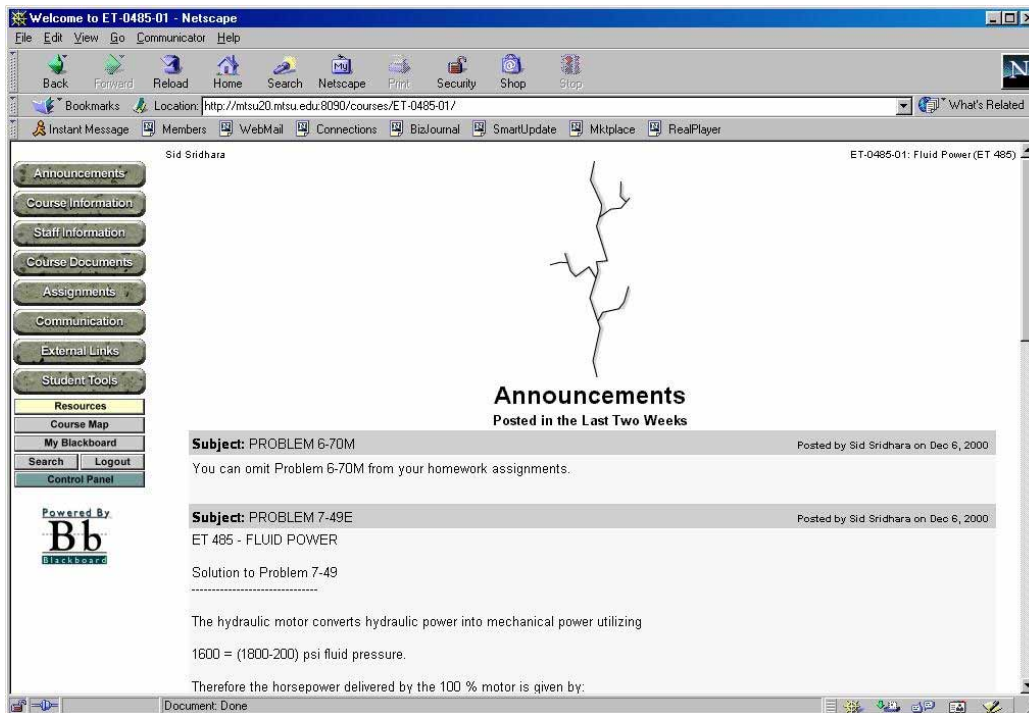 Welcome to ET-0485-01 - Netscape
File Edit View Go Communicator Help
Back Forward Reload Home Search Netscape Print Security Shop Stop
My
N
Bookmarks Location: http://mtsu20.mtsu.edu:8090/courses/ET-0485-01/ What's Related
Instant Message Members WebMail Connections BizJournal SmartUpdate Mktplace RealPlayer
Sid Sridhara ET-0485-01: Fluid Power (ET 485)
Announcements
Course Information
Staff Information
Course Documents
Assignments
Communication
External Links
Student Tools
Resources
Course Map
My Blackboard
Search Logout
Control Panel
Powered By
Bb
Blackboard
Announcements
Posted in the Last Two Weeks
Subject: PROBLEM 6-70M Posted by Sid Sridhara on Dec 6, 2000
You can omit Problem 6-70M from your homework assignments.
Subject: PROBLEM 7-49E Posted by Sid Sridhara on Dec 6, 2000
ET 485 - FLUID POWER
Solution to Problem 7-49
-------------------------------
The hydraulic motor converts hydraulic power into mechanical power utilizing
1600 = (1800-200) psi fluid pressure.
Therefore the horsepower delivered by the 100 % motor is given by:
Document: Done